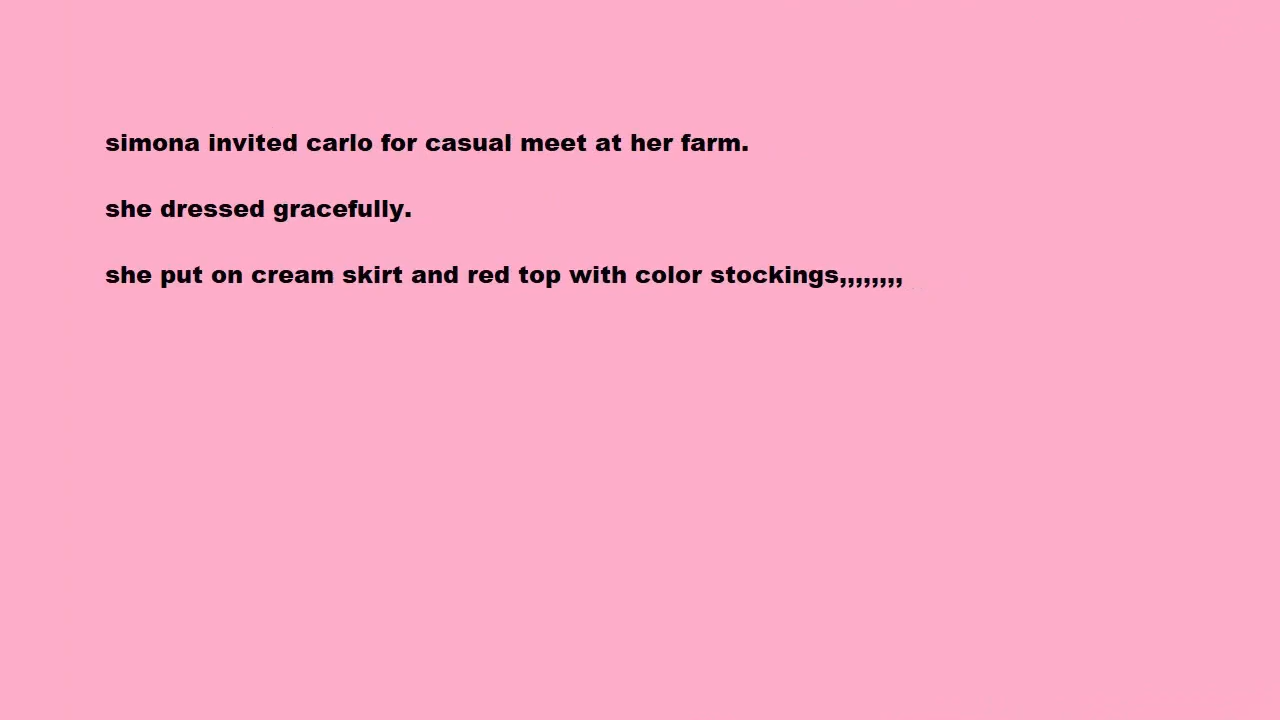 simona invited carlo for casual meet at her farm.
she dressed gracefully.
she put on cream skirt and red top with color stockings,,,,,,,,